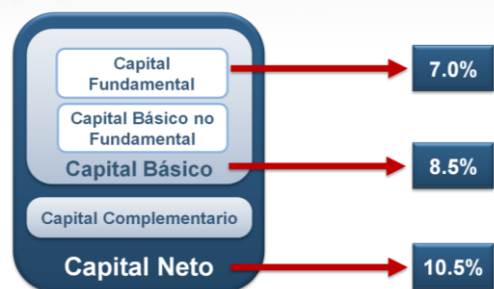 Capital
Fundamental
7.0%
Capital Básico no
Fundamental
Capital Básico
8.5%
Capital Complementario
Capital Neto
10.5%